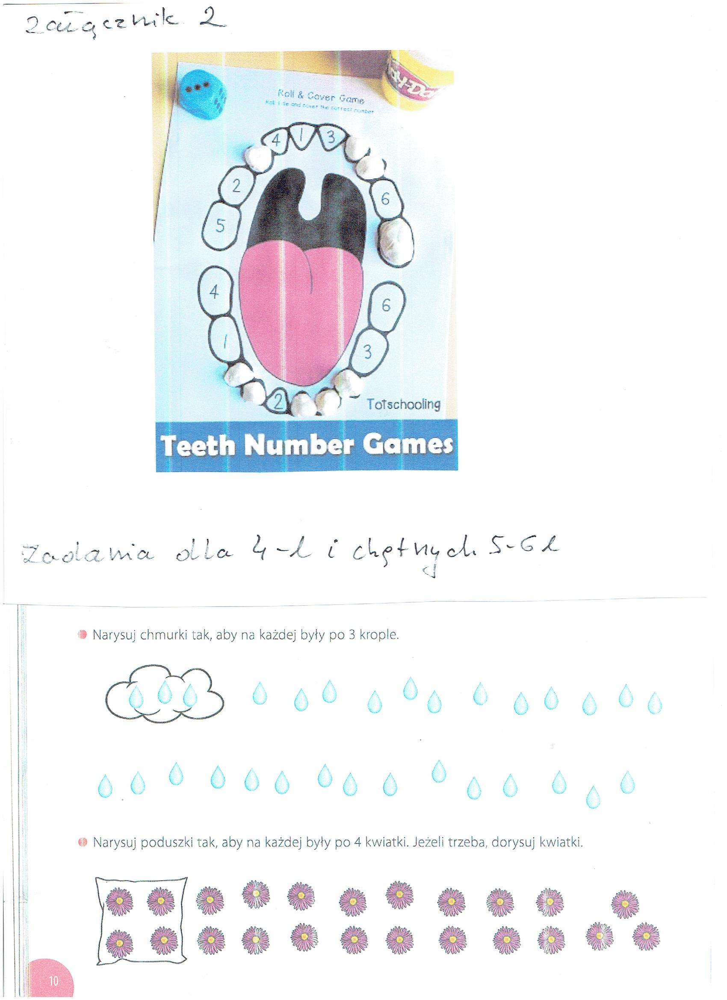 załącznik 2
Play-Doh
Roll & Cover Game
Roll 1 die and cover the correct number
4 1 3
2
6
5
4
6
1
3
2
Totschooling
Teeth Number Games
Zadania dla 4-l i chętnych 5-6 l
Narysuj chmurki tak, aby na każdej były po 3 krople.
Narysuj poduszki tak, aby na każdej były po 4 kwiatki. Jeżeli trzeba, dorysuj kwiatki.
10